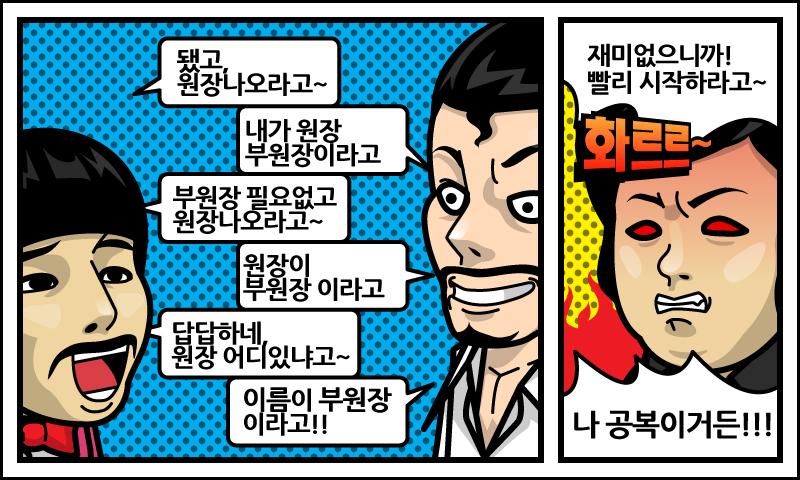 됐고,
원장나오라고~
내가 원장
부원장이라고
부원장 필요없고
원장나오라고~
원장이
부원장 이라고
답답하네,
원장 어디있냐고~
이름이 부원장
이라고!!
재미없으니까!
빨리 시작하라고~
화르르~
나 공복이거든!!!